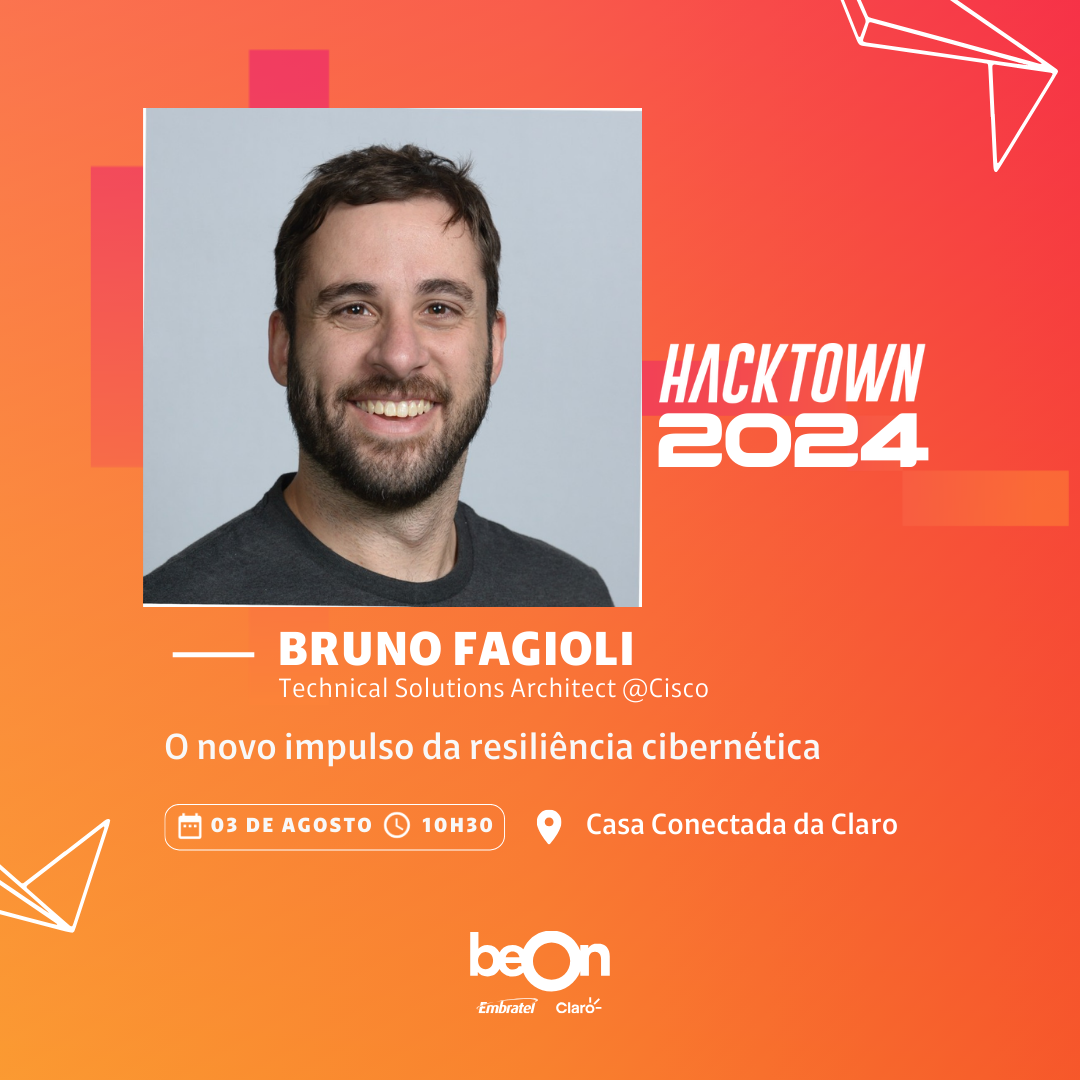 HACKTOWN
2024
BRUNO FAGIOLI
Technical Solutions Architect @Cisco
O novo impulso da resiliência cibernética
03 DE AGOSTO 10H30
Casa Conectada da Claro
beOn
Embratel Claro